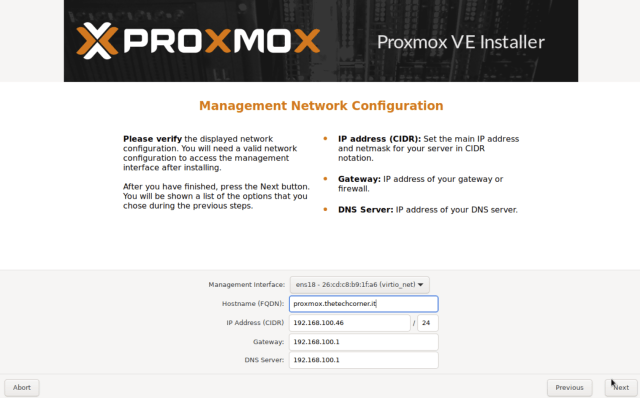 PROXMOX
Proxmox VE Installer
Management Network Configuration
Please verify the displayed network
configuration. You will need a valid network
configuration to access the management
interface after installing.
After you have finished, press the Next button.
You will be shown a list of the options that you
chose during the previous steps.
• IP address (CIDR): Set the main IP address
and netmask for your server in CIDR
notation.
• Gateway: IP address of your gateway or
firewall.
• DNS Server: IP address of your DNS server.
Management Interface: ens18 - 26:cd:c8:b9:1f:a6 (virtio_net)
Hostname (FQDN): proxmox.thetechcorner.it
IP Address (CIDR) 192.168.100.46 / 24
Gateway: 192.168.100.1
DNS Server: 192.168.100.1
Abort Previous Next